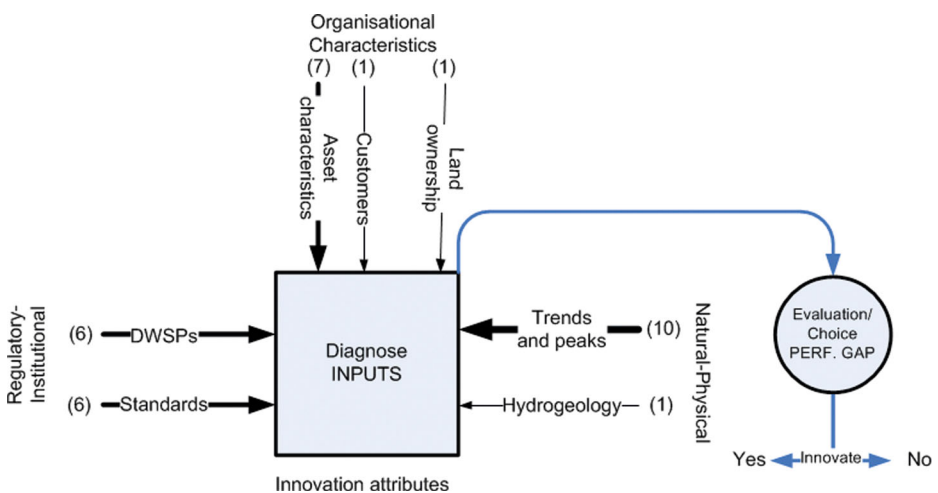 Organisational
Characteristics
(7) (1) (1)
Asset
characteristics
Customers
Land
ownership
Regulatory-
Institutional
(6) DWSPs
(6) Standards
Diagnose
INPUTS
Trends
and peaks
(10)
Hydrogeology (1)
Natural-Physical
Innovation attributes
Evaluation/
Choice
PERF. GAP
Yes Innovate No